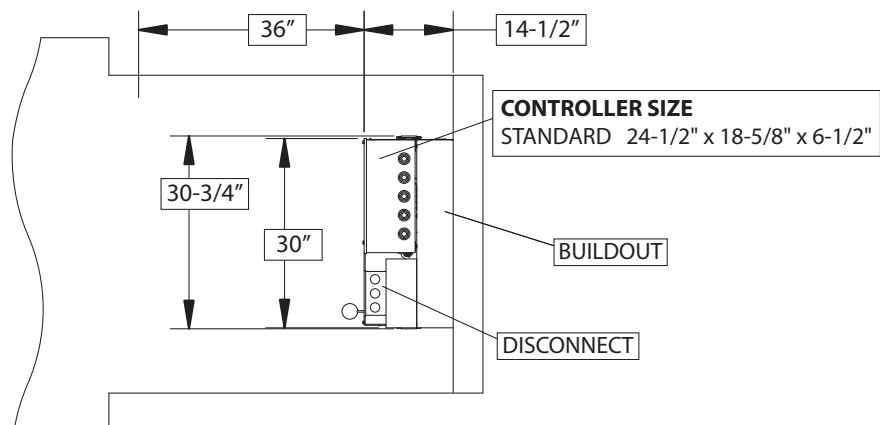 36”
14-1/2”
CONTROLLER SIZE
STANDARD 24-1/2" x 18-5/8" x 6-1/2"
30-3/4”
30”
BUILDOUT
DISCONNECT